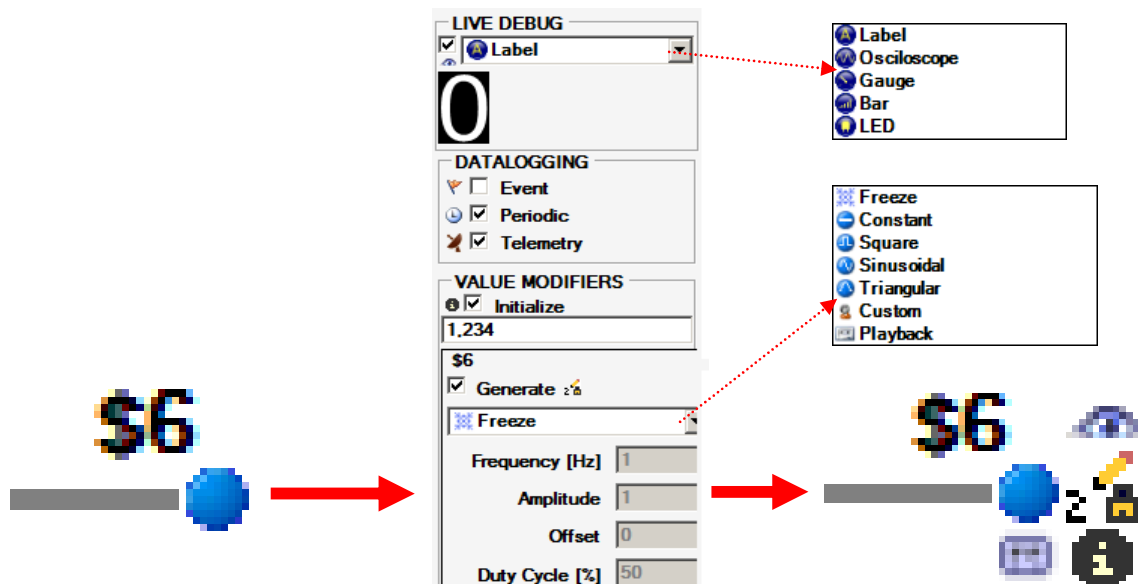 LIVE DEBUG
Label
0
DATALOGGING
Event
Periodic
Telemetry
VALUE MODIFIERS
Initialize
1,234
$6
Generate
Freeze
Frequency [Hz] 1
Amplitude 1
Offset 0
Duty Cycle [%] 50
Label
Osciloscope
Gauge
Bar
LED
Freeze
Constant
Square
Sinusoidal
Triangular
Custom
Playback
$6
$6